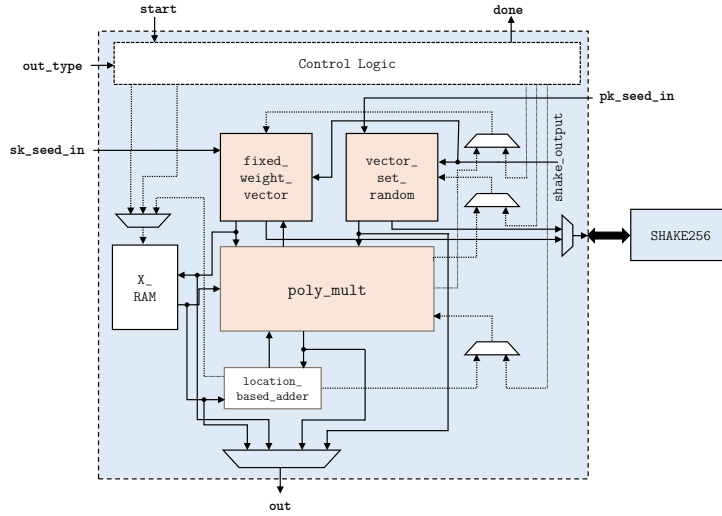 start
done
out_type
Control Logic
pk_seed_in
sk_seed_in
fixed_
weight_
vector
vector_
set_
random
shake_output
SHAKE256
X_
RAM
poly_mult
location_
based_adder
out